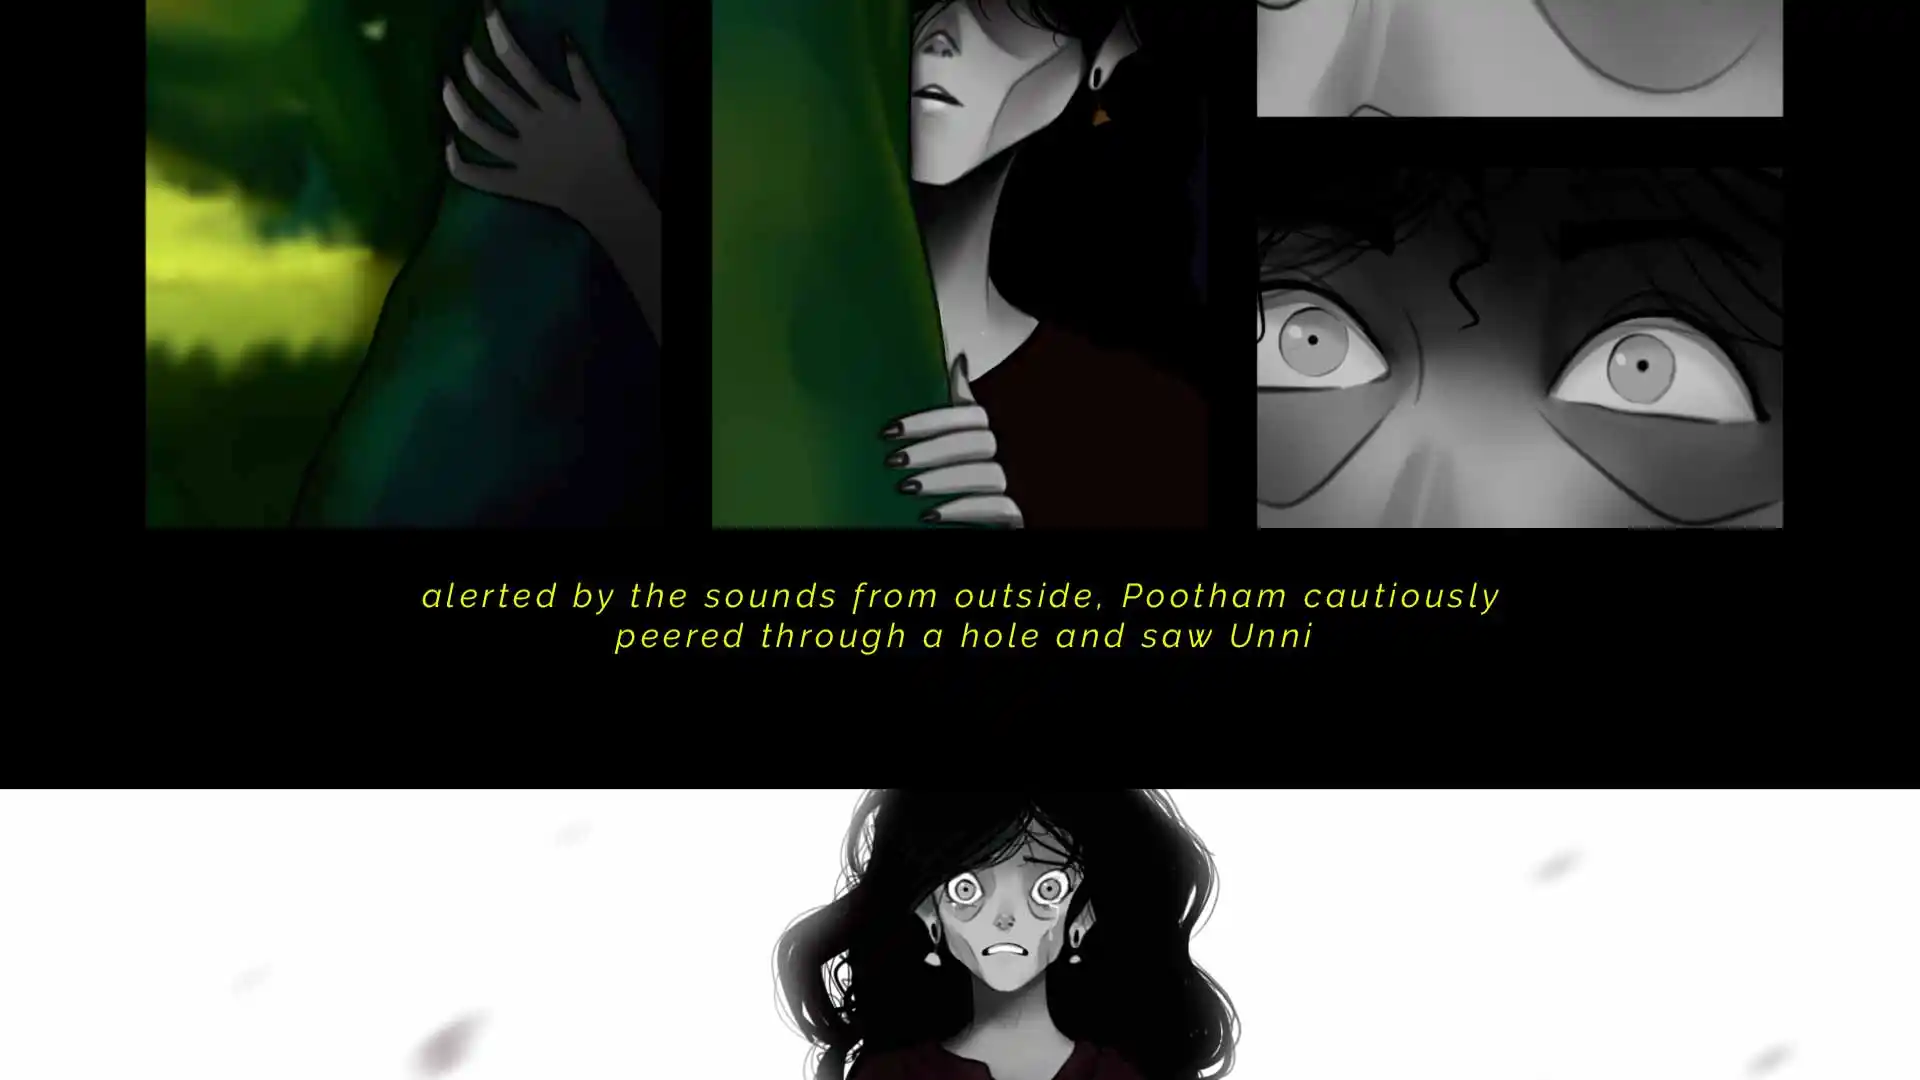 alerted by the sounds from outside, Pootham cautiously
peered through a hole and saw Unni